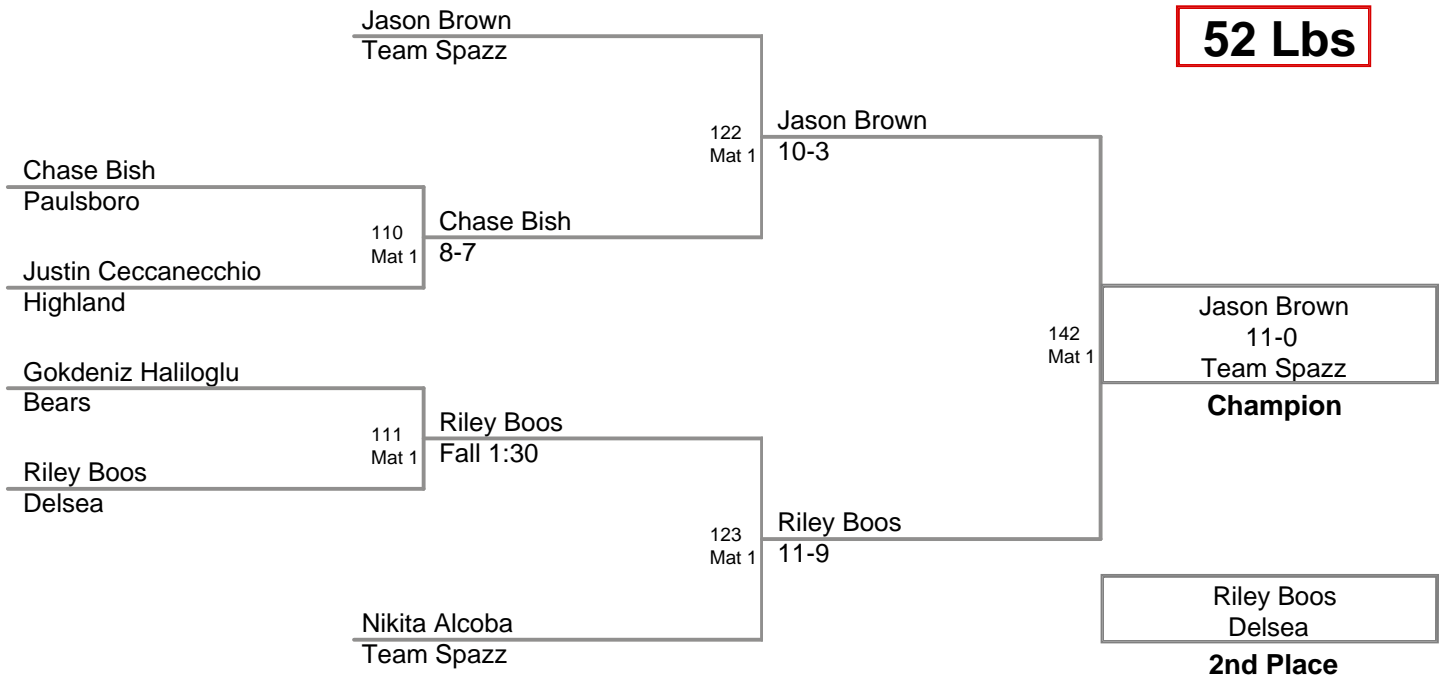 Jason Brown
Team Spazz
52 Lbs
122
Mat 1
Jason Brown
10-3
Chase Bish
Paulsboro
110
Mat 1
Chase Bish
8-7
Justin Ceccanecchio
Highland
Jason Brown
11-0
Team Spazz
Champion
142
Mat 1
Gokdeniz Haliloglu
Bears
111
Mat 1
Riley Boos
Fall 1:30
Riley Boos
Delsea
123
Mat 1
Riley Boos
11-9
Nikita Alcoba
Team Spazz
Riley Boos
Delsea
2nd Place